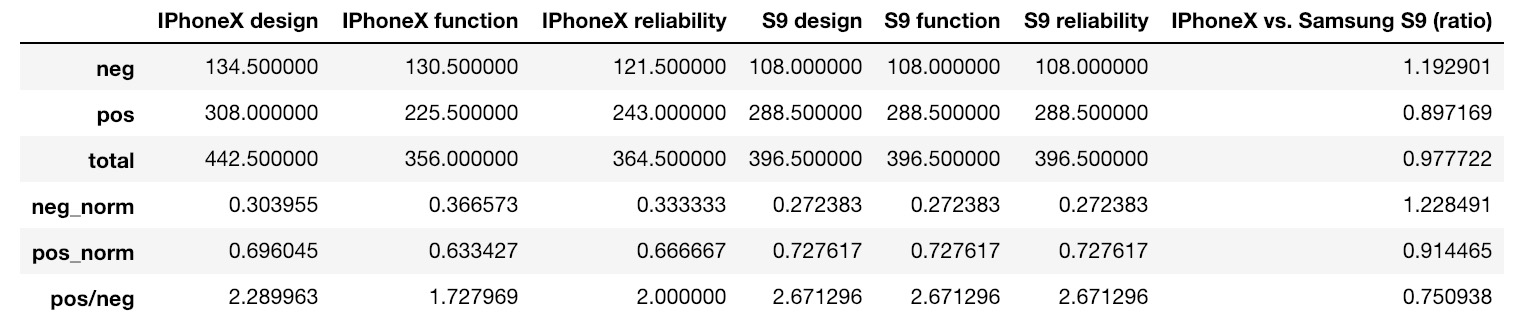 IPhoneX design IPhoneX function IPhoneX reliability S9 design S9 function S9 reliability IPhoneX vs. Samsung S9 (ratio)
neg 134.500000 130.500000 121.500000 108.000000 108.000000 108.000000 1.192901
pos 308.000000 225.500000 243.000000 288.500000 288.500000 288.500000 0.897169
total 442.500000 356.000000 364.500000 396.500000 396.500000 396.500000 0.977722
neg_norm 0.303955 0.366573 0.333333 0.272383 0.272383 0.272383 1.228491
pos_norm 0.696045 0.633427 0.666667 0.727617 0.727617 0.727617 0.914465
pos/neg 2.289963 1.727969 2.000000 2.671296 2.671296 2.671296 0.750938